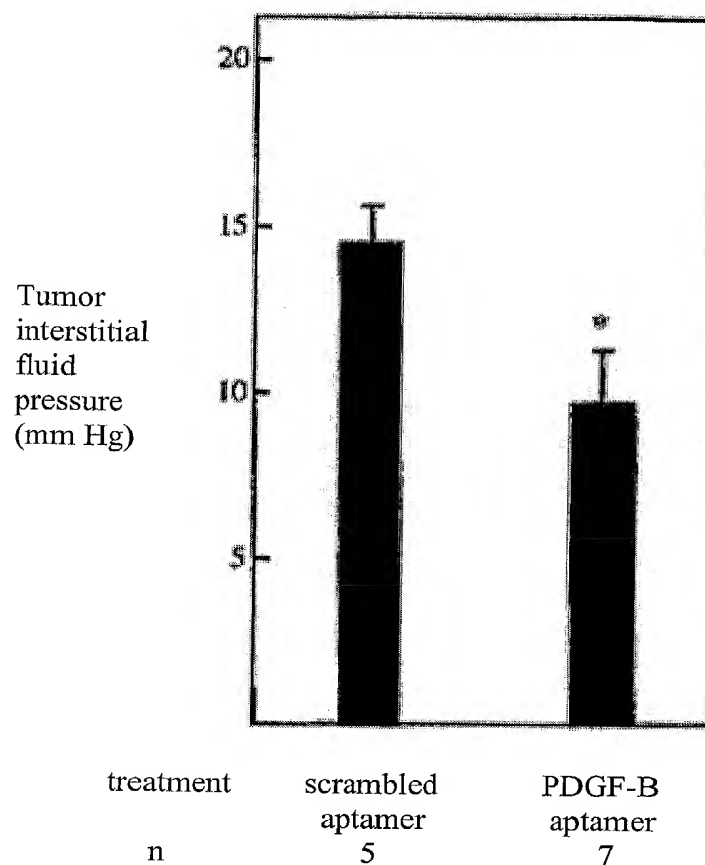 20
15
10
5
Tumor
interstitial
fluid
pressure
(mm Hg)
*
treatment scrambled aptamer PDGF-B aptamer
n 5 7